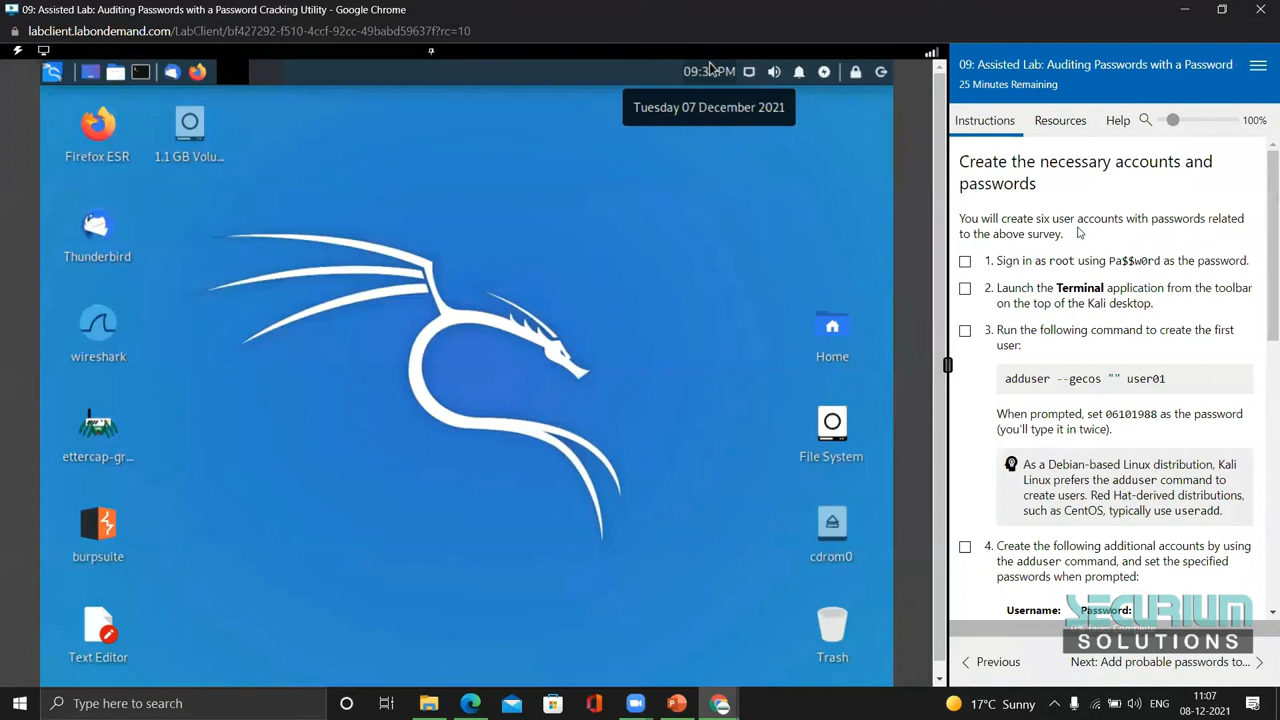 09: Assisted Lab: Auditing Passwords with a Password Cracking Utility - Google Chrome
labclient.labondemand.com/LabClient/bf427292-f510-4ccf-92cc-49babd59637f?rc=10
09:3 PM
Tuesday 07 December 2021
Firefox ESR
1.1 GB Volu...
Thunderbird
wireshark
ettercap-gr...
burpsuite
Text Editor
Home
File System
cdrom0
Trash
09: Assisted Lab: Auditing Passwords with a Password
25 Minutes Remaining
Instructions Resources Help 100%
Create the necessary accounts and
passwords
You will create six user accounts with passwords related
to the above survey.
1. Sign in as root using Pa$$w0rd as the password.
2. Launch the Terminal application from the toolbar
on the top of the Kali desktop.
3. Run the following command to create the first
user:
adduser --gecos "" user01
When prompted, set 06101988 as the password
(you'll type it in twice).
As a Debian-based Linux distribution, Kali
Linux prefers the adduser command to
create users. Red Hat-derived distributions,
such as CentOS, typically use useradd.
4. Create the following additional accounts by using
the adduser command, and set the specified
passwords when prompted:
Username: Password:
SECURIUM
SOLUTIONS
Previous Next: Add probable passwords to...
Type here to search
17°C Sunny
11:07
08-12-2021